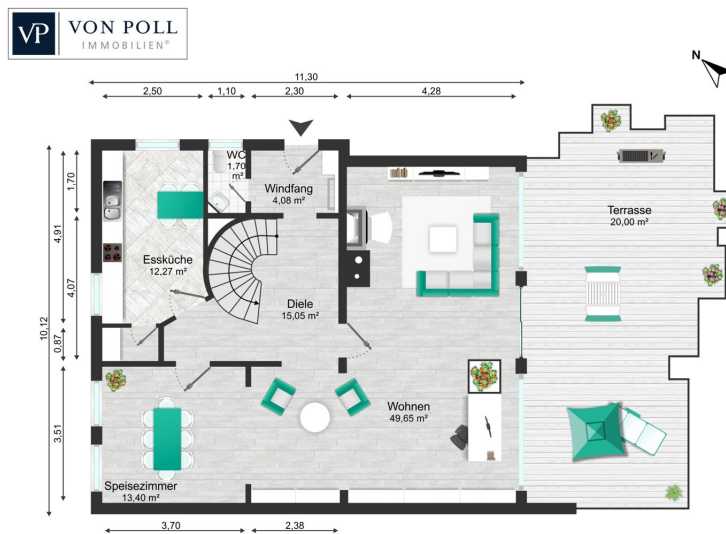 VP VON POLL
IMMOBILIEN®
N
11,30
2,50
1,10
2,30
4,28
10,12
1,70
4,91
4,07
0,87
3,51
WC
1,70
m²
Windfang
4,08 m²
Essküche
12,27 m²
Diele
15,05 m²
Terrasse
20,00 m²
Wohnen
49,65 m²
Speisezimmer
13,40 m²
3,70
2,38